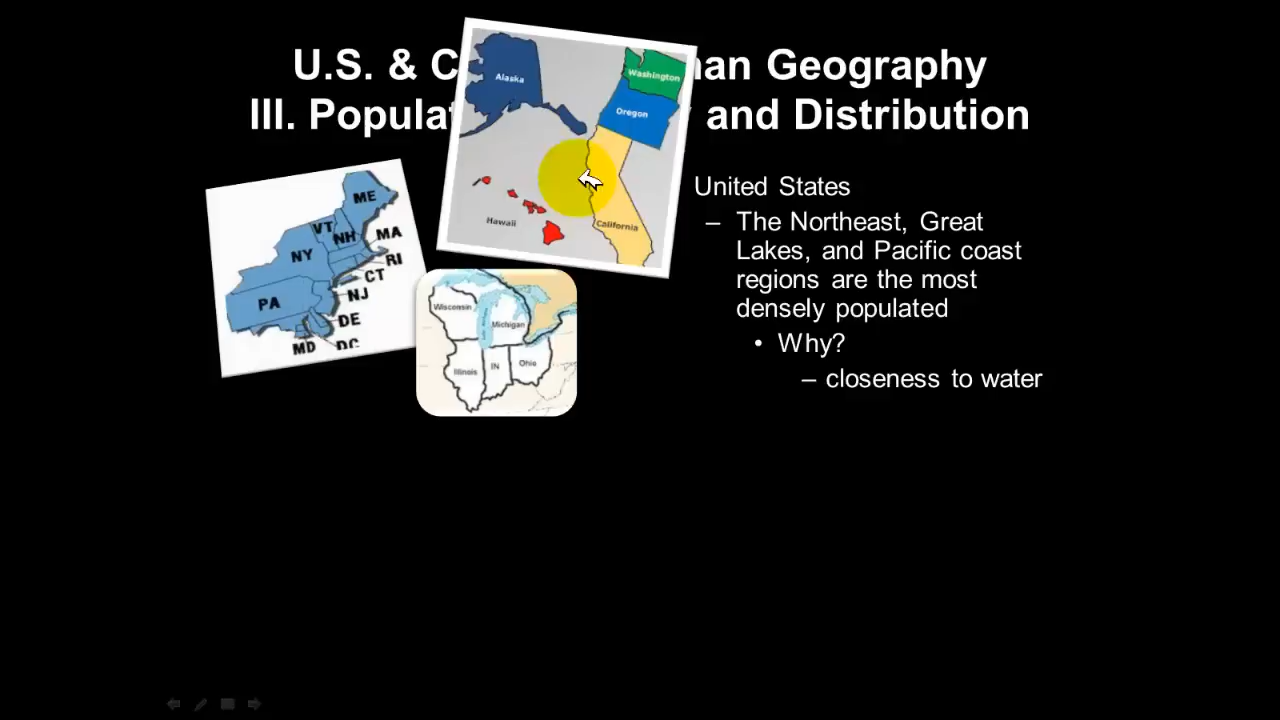 U.S. & C man Geography
III. Populat y and Distribution
Alaska
Washington
Oregon
Hawaii
California
ME
VT
NH
MA
NY
RI
CT
PA
NJ
DE
MD
DC
Wisconsin
Michigan
Illinois
IN
Ohio
United States
– The Northeast, Great
Lakes, and Pacific coast
regions are the most
densely populated
• Why?
– closeness to water